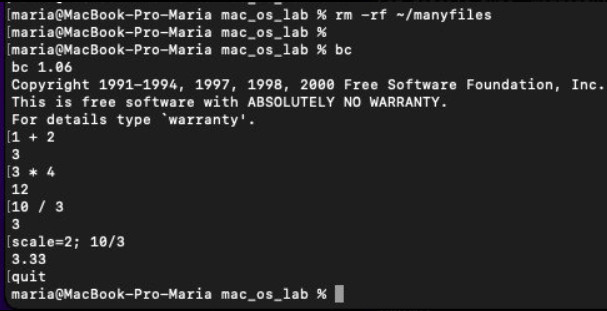 [maria@MacBook-Pro-Maria mac_os_lab % rm -rf ~/manyfiles
[maria@MacBook-Pro-Maria mac_os_lab %
[maria@MacBook-Pro-Maria mac_os_lab % bc
bc 1.06
Copyright 1991-1994, 1997, 1998, 2000 Free Software Foundation, Inc.
This is free software with ABSOLUTELY NO WARRANTY.
For details type `warranty'.
[1 + 2
3
[3 * 4
12
[10 / 3
3
[scale=2; 10/3
3.33
[quit
maria@MacBook-Pro-Maria mac_os_lab %